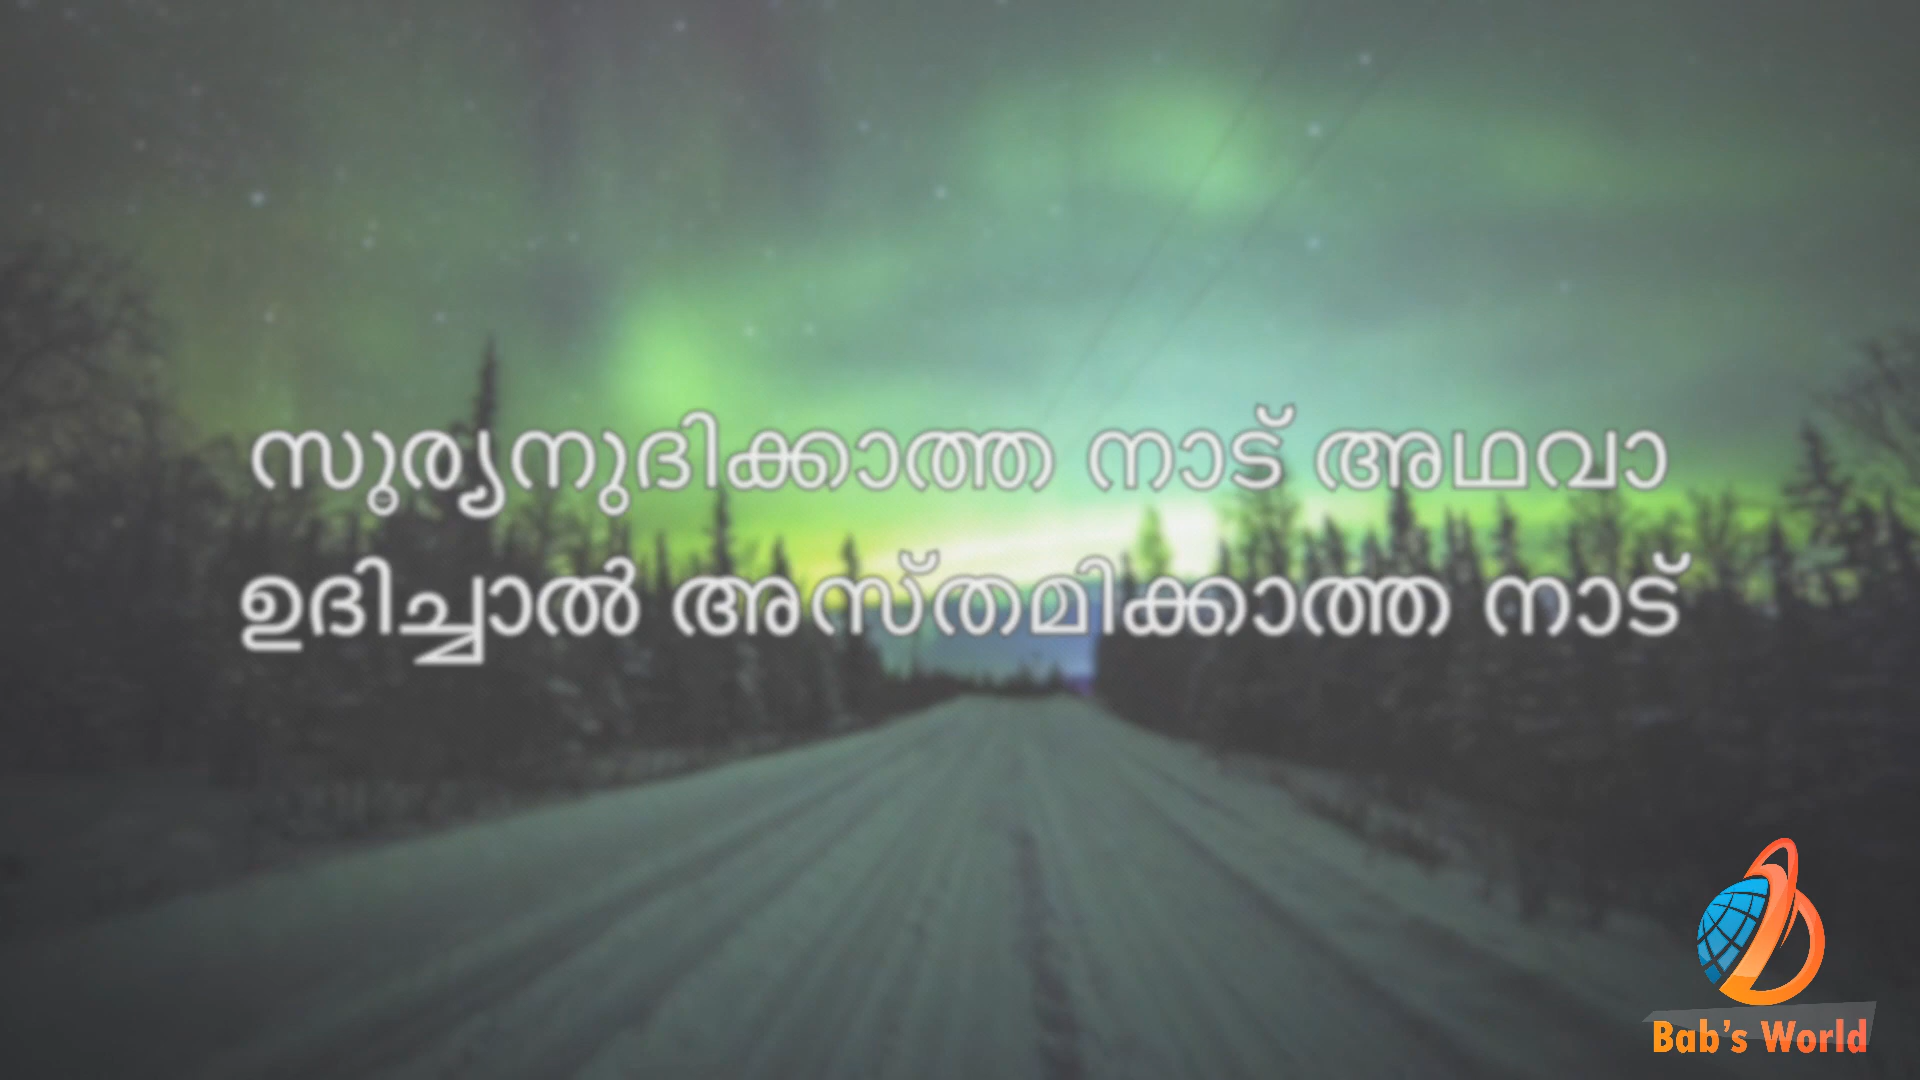 സുര്യനുദിക്കാത്ത നാട് അഥവാ
ഉദിച്ചാൽ അസ്തമിക്കാത്ത നാട്
Bab's World